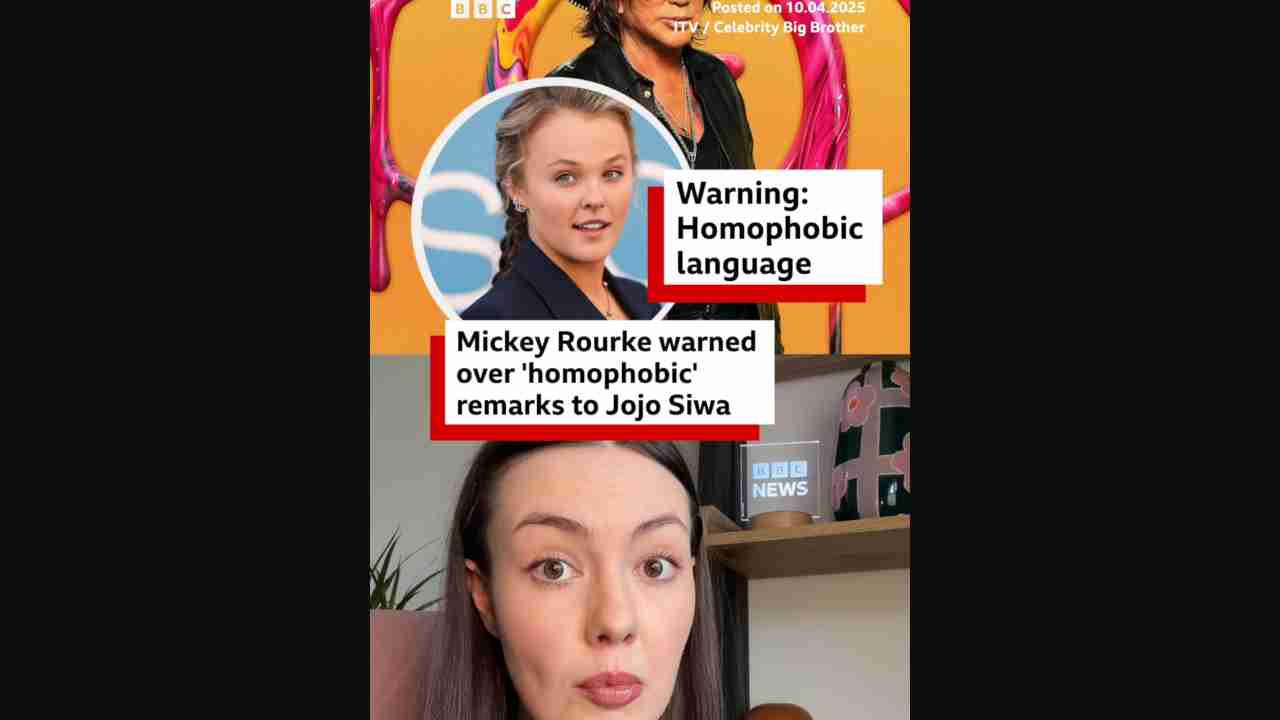 BBC
Posted on 10.04.2025
ITV / Celebrity Big Brother
Warning:
Homophobic
language
Mickey Rourke warned
over 'homophobic'
remarks to Jojo Siwa
BBC
NEWS